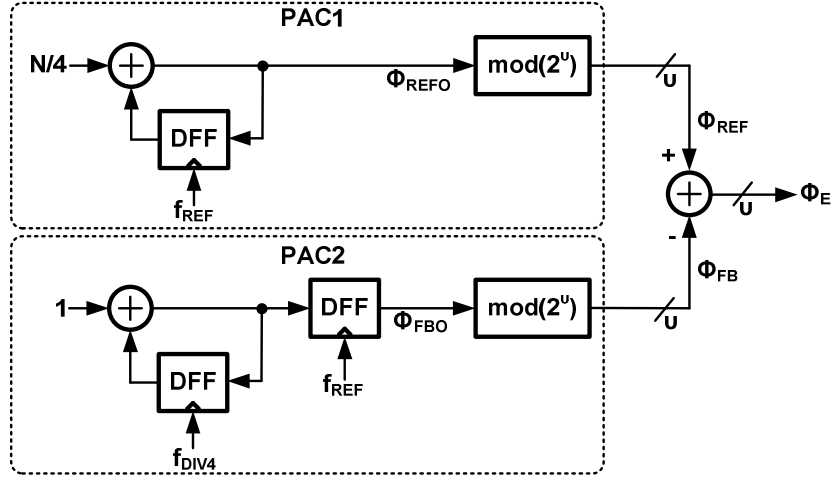 PAC1
N/4
Φ_REFO
mod(2^U)
U
DFF
f_REF
Φ_REF
+
Φ_E
U
-
PAC2
Φ_FB
1
DFF
Φ_FBO
mod(2^U)
U
DFF
f_REF
f_DIV4